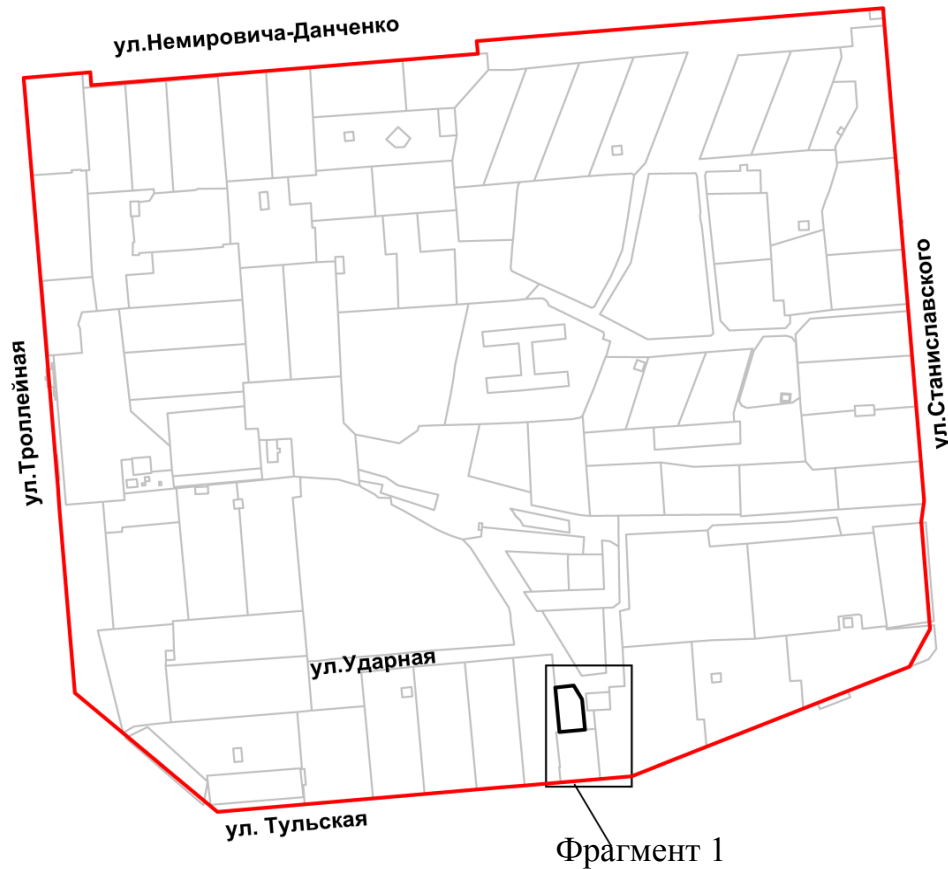 ул.Немировича-Данченко
ул.Троллейная
ул.Станиславского
ул.Ударная
ул. Тульская
Фрагмент 1